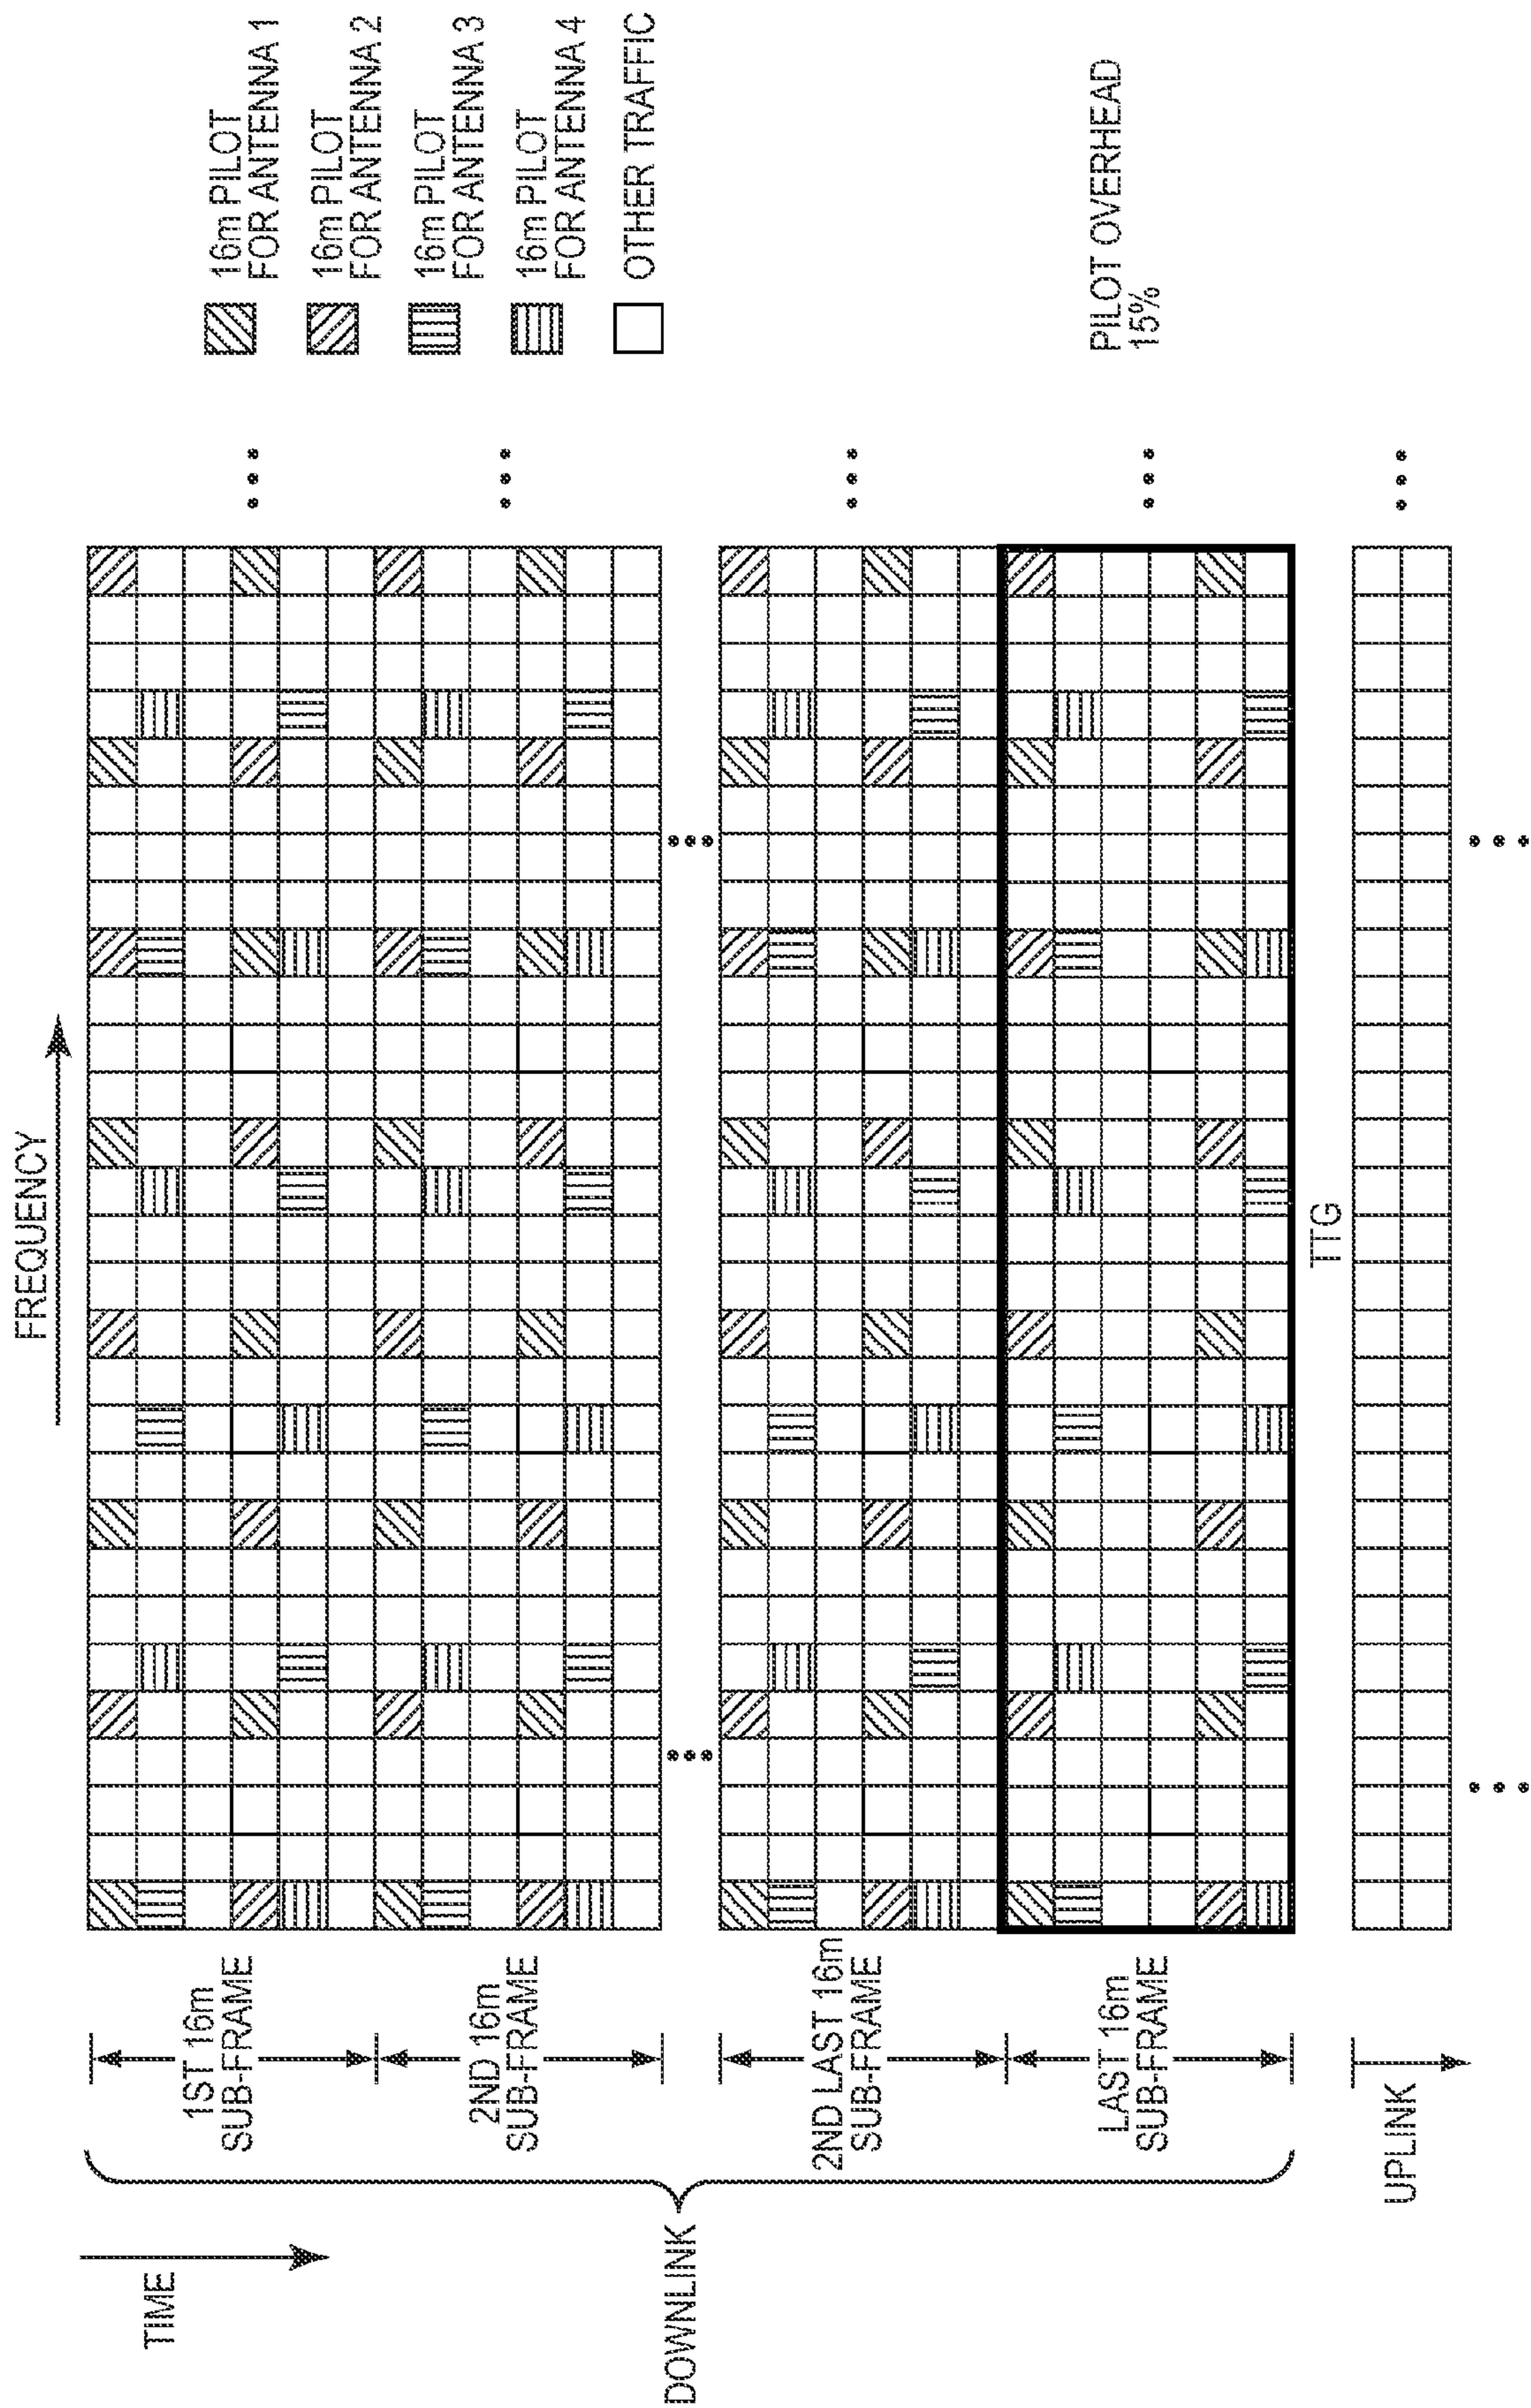 FREQUENCY
TIME
DOWNLINK
1ST 16m
SUB-FRAME
2ND 16m
SUB-FRAME
2ND LAST 16m
SUB-FRAME
LAST 16m
SUB-FRAME
UPLINK
TTG
16m PILOT
FOR ANTENNA 1
16m PILOT
FOR ANTENNA 2
16m PILOT
FOR ANTENNA 3
16m PILOT
FOR ANTENNA 4
OTHER TRAFFIC
PILOT OVERHEAD
15%